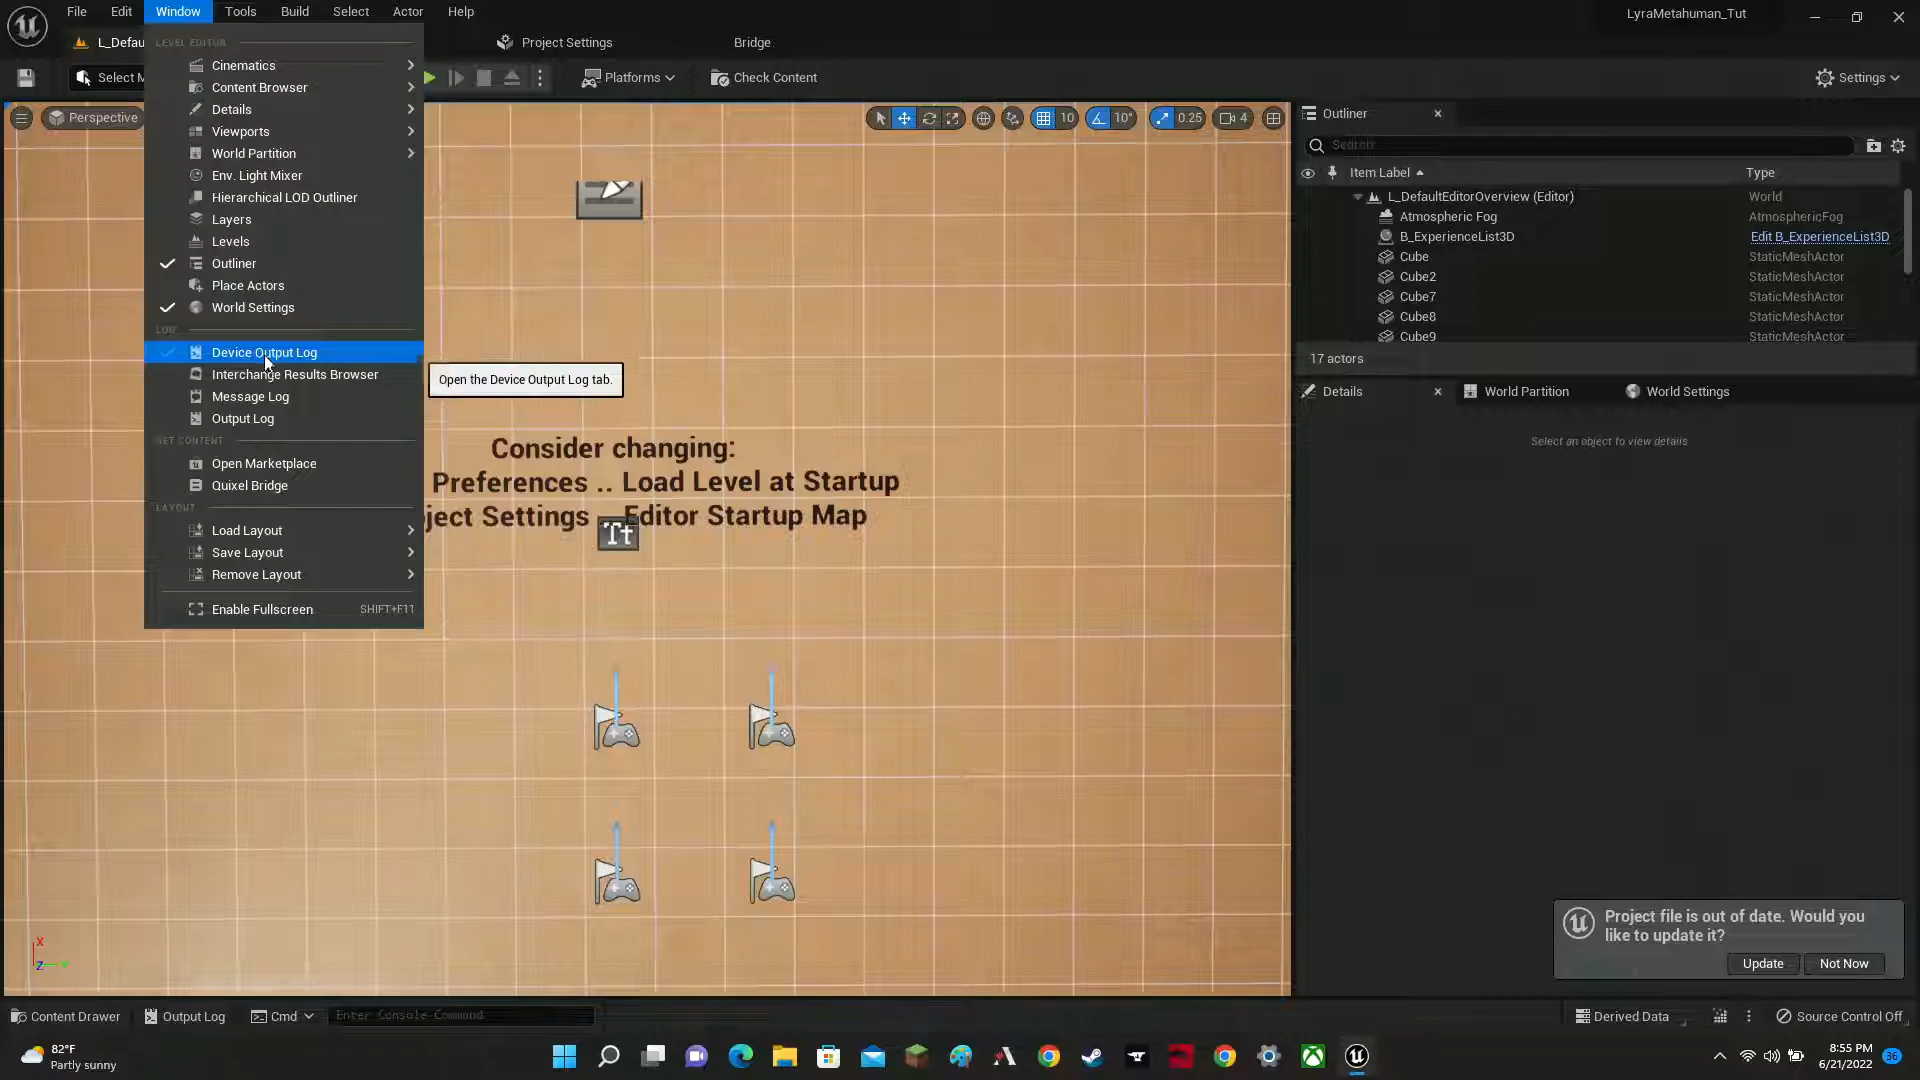 File Edit Window Tools Build Select Actor Help
LyraMetahuman_Tut
L_Defau
Project Settings
Bridge
Select M
Platforms
Check Content
Settings
LEVEL EDITOR
Cinematics
Content Browser
Details
Viewports
World Partition
Env. Light Mixer
Hierarchical LOD Outliner
Layers
Levels
Outliner
Place Actors
World Settings
LOG
Device Output Log
Interchange Results Browser
Message Log
Output Log
GET CONTENT
Open Marketplace
Quixel Bridge
LAYOUT
Load Layout
Save Layout
Remove Layout
Enable Fullscreen SHIFT+F11
Open the Device Output Log tab.
Perspective
10
10°
0.25
4
Consider changing:
Preferences .. Load Level at Startup
ject Settings Editor Startup Map
Tt
X
Z
Y
Outliner
Search
Item Label Type
L_DefaultEditorOverview (Editor) World
Atmospheric Fog AtmosphericFog
B_ExperienceList3D Edit B_ExperienceList3D
Cube StaticMeshActor
Cube2 StaticMeshActor
Cube7 StaticMeshActor
Cube8 StaticMeshActor
Cube9 StaticMeshActor
17 actors
Details World Partition World Settings
Select an object to view details
Project file is out of date. Would you
like to update it?
Update Not Now
Content Drawer Output Log Cmd Enter Console Command
Derived Data Source Control Off
82°F
Partly sunny
8:55 PM
6/21/2022
36